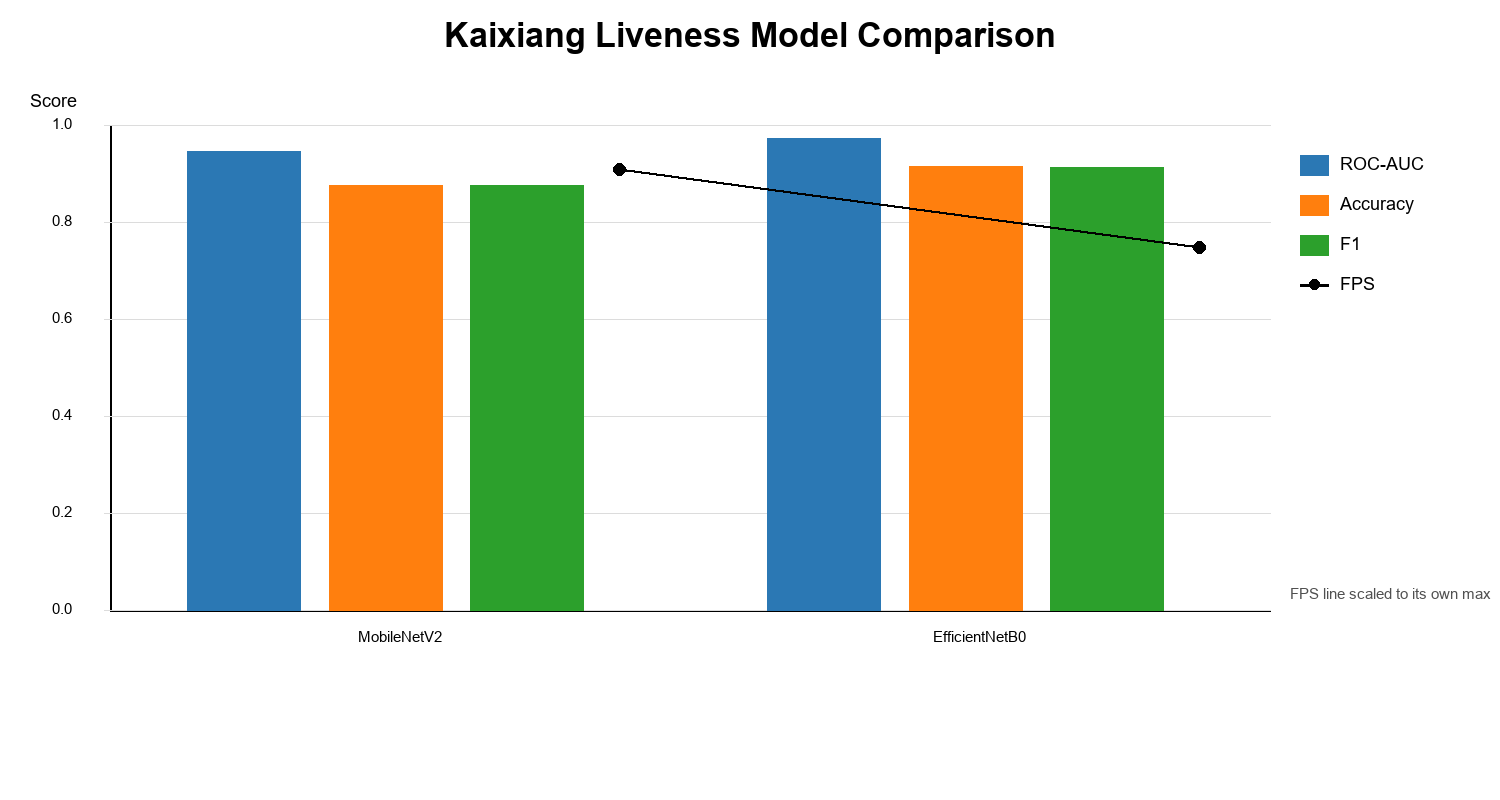 Kaixiang Liveness Model Comparison
Score
1.0
0.8
0.6
0.4
0.2
0.0
MobileNetV2
EfficientNetB0
ROC-AUC
Accuracy
F1
FPS
FPS line scaled to its own max